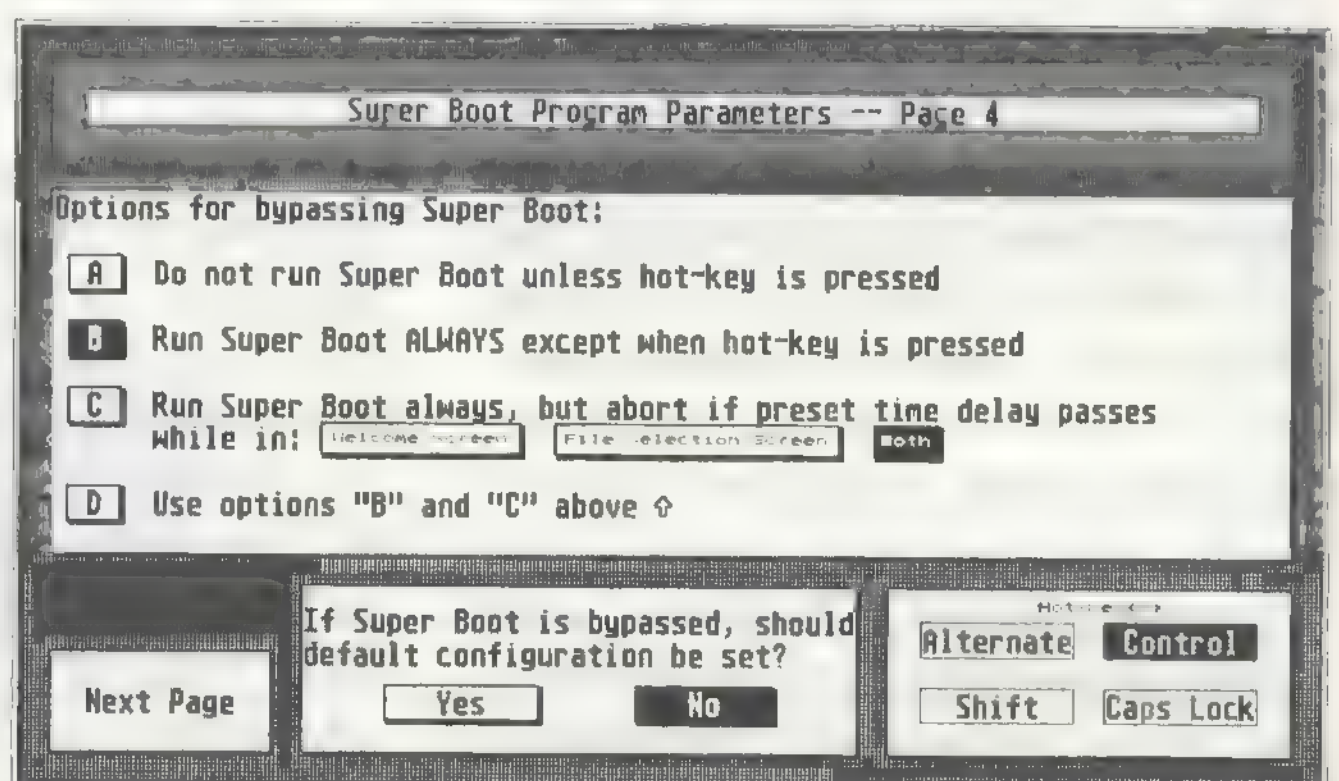 Super Boot Program Parameters -- Page 4
Options for bypassing Super Boot:
A Do not run Super Boot unless hot-key is pressed
B Run Super Boot ALWAYS except when hot-key is pressed
C Run Super Boot always, but abort if preset time delay passes
while in: Welcome Screen File Selection Screen Both
D Use options "B" and "C" above ⇧
Next Page
If Super Boot is bypassed, should
default configuration be set?
Yes No
Alternate Control
Shift Caps Lock